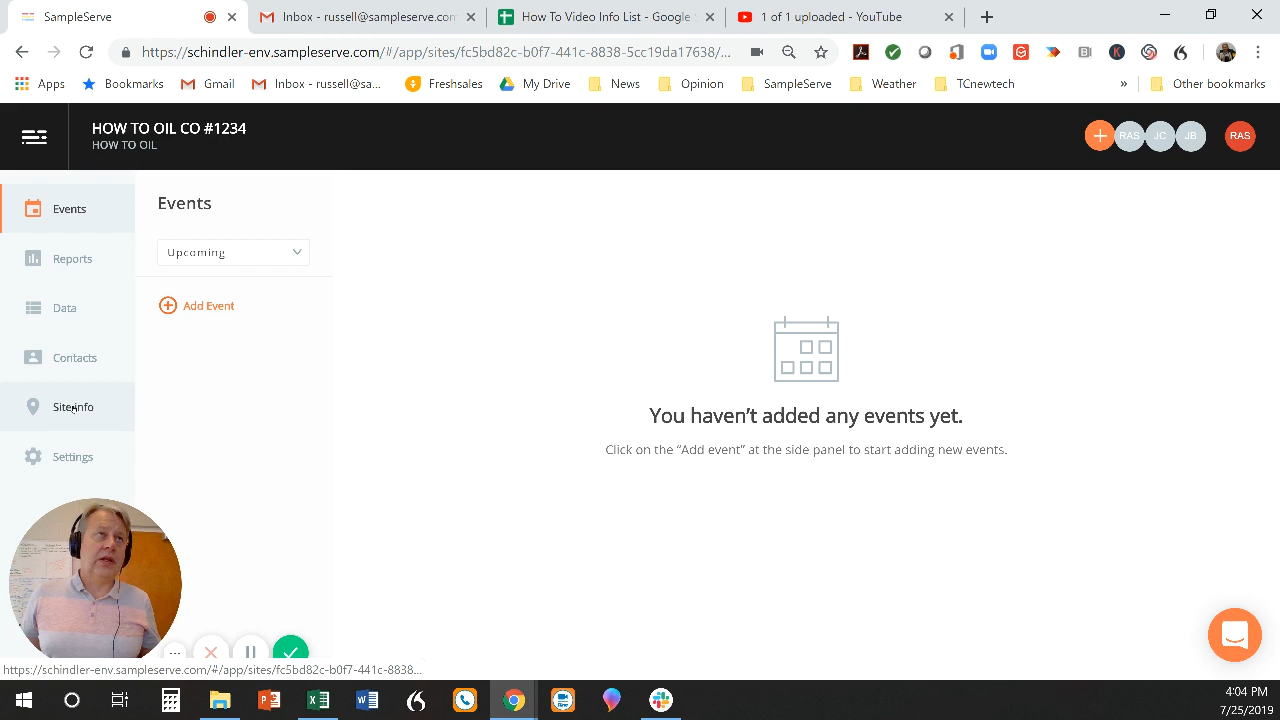 SampleServe
Inbox - russell@sampleserve.co
How To Video Info List - Google
1 of 1 uploaded - YouTube
https://schindler-env.sampleserve.com/#/app/sites/fc5bd82c-b0f7-441c-8838-5cc19da17638/...
Apps
Bookmarks
Gmail
Inbox - russell@sa...
Freshsales
My Drive
News
Opinion
SampleServe
Weather
TCnewtech
»
Other bookmarks
HOW TO OIL CO #1234
HOW TO OIL
RAS
JC
JB
RAS
Events
Reports
Data
Contacts
Site info
Settings
Events
Upcoming
Add Event
You haven't added any events yet.
Click on the “Add event” at the side panel to start adding new events.
https://schindler-env.sampleserve.com/#/app/sites/fc5bd82c-b0f7-441c-8838...
4:04 PM
7/25/2019